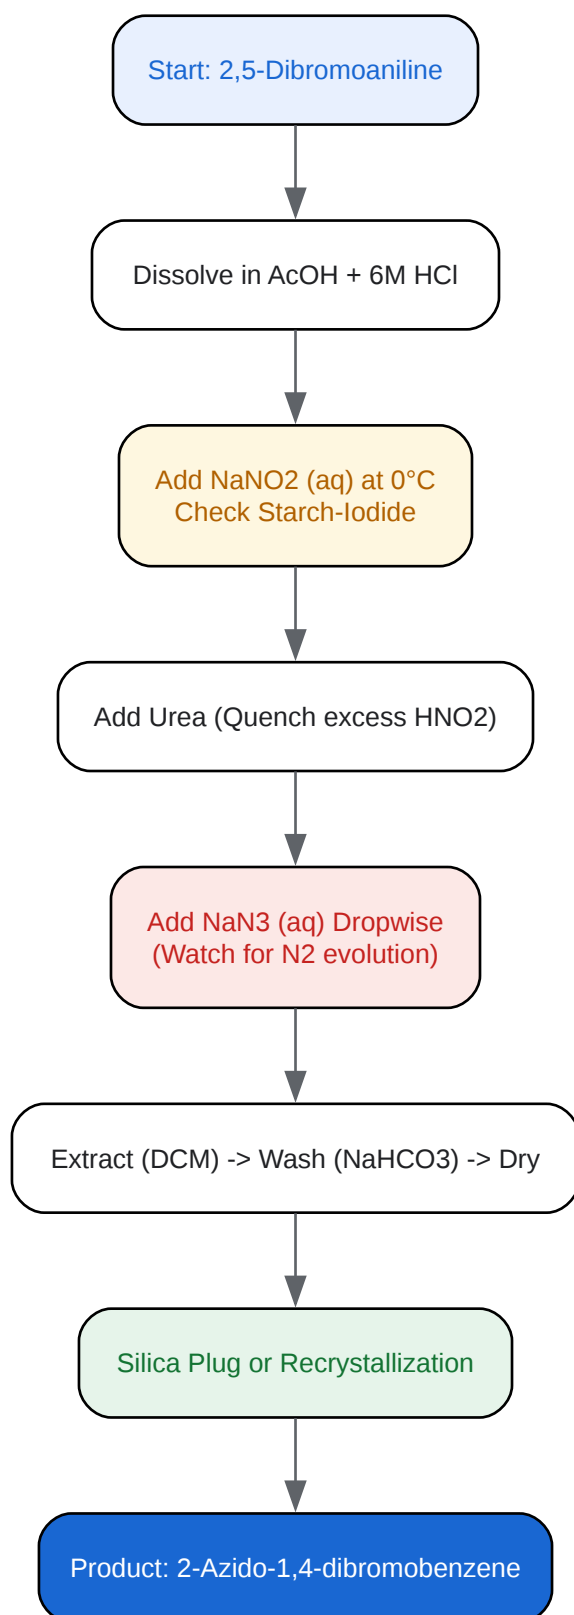 Start: 2,5-Dibromoaniline
Dissolve in AcOH + 6M HCl
Add NaNO2 (aq) at 0°C
Check Starch-Iodide
Add Urea (Quench excess HNO2)
Add NaN3 (aq) Dropwise
(Watch for N2 evolution)
Extract (DCM) -> Wash (NaHCO3) -> Dry
Silica Plug or Recrystallization
Product: 2-Azido-1,4-dibromobenzene